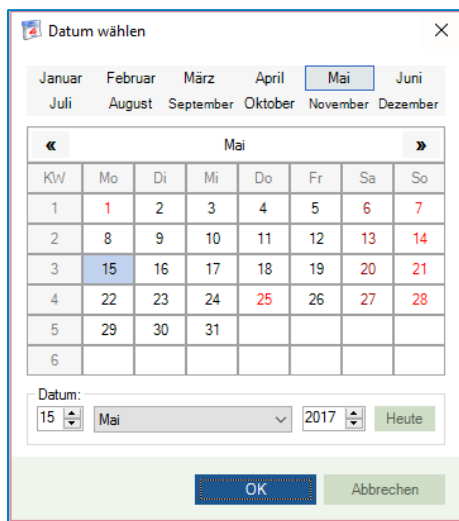 Datum wählen
Januar Februar März April Mai Juni
Juli August September Oktober November Dezember
« Mai »
KW Mo Di Mi Do Fr Sa So
1 1 2 3 4 5 6 7
2 8 9 10 11 12 13 14
3 15 16 17 18 19 20 21
4 22 23 24 25 26 27 28
5 29 30 31
6
Datum:
15 Mai 2017 Heute
OK Abbrechen